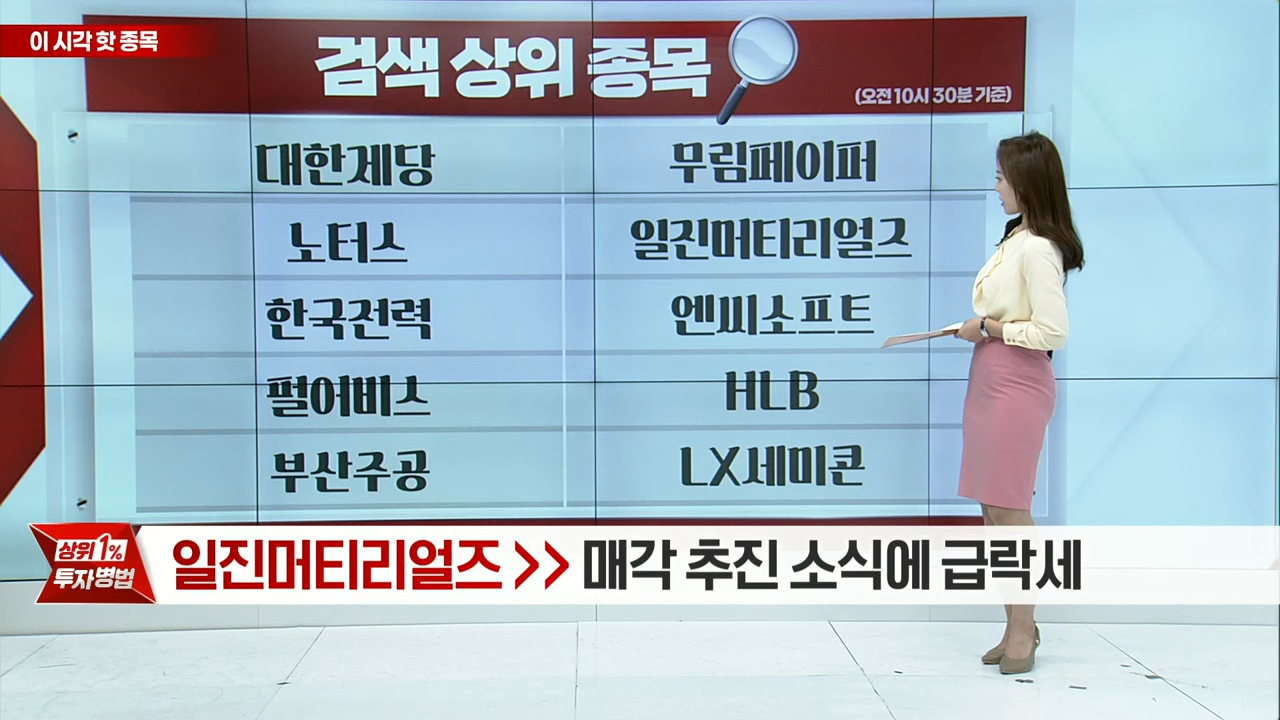 이 시각 핫 종목
검색 상위 종목
(오전 10시 30분 기준)
대한제당
무림페이퍼
노터스
일진머티리얼즈
한국전력
엔씨소프트
펄어비스
HLB
부산주공
LX세미콘
상위 1%
투자병법
일진머티리얼즈 >> 매각 추진 소식에 급락세